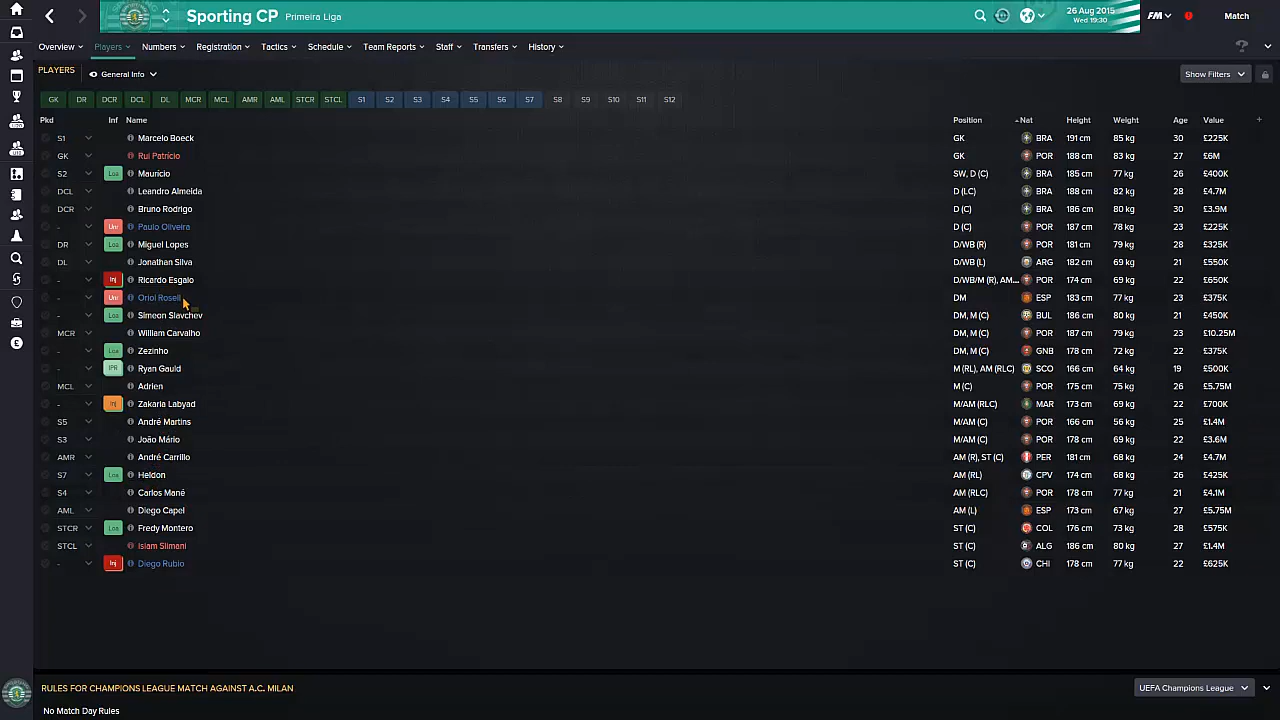 Sporting CP Primeira Liga 26 Aug 2015 Wed 19:30 FM Match
Overview Players Numbers Registration Tactics Schedule Team Reports Staff Transfers History
PLAYERS General Info Show Filters
GK DR DCR DCL DL MCR MCL AMR AML STCR STCL S1 S2 S3 S4 S5 S6 S7 S8 S9 S10 S11 S12
Pkd Inf Name Position Nat Height Weight Age Value
S1 Marcelo Boeck GK BRA 191 cm 85 kg 30 £225K
GK Rui Patrício GK POR 188 cm 83 kg 27 £6M
S2 Loa Maurício SW, D (C) BRA 185 cm 77 kg 26 £400K
DCL Leandro Almeida D (LC) BRA 188 cm 82 kg 28 £4.7M
DCR Bruno Rodrigo D (C) BRA 186 cm 80 kg 30 £3.9M
- Unr Paulo Oliveira D (C) POR 187 cm 78 kg 23 £225K
DR Loa Miguel Lopes D/WB (R) POR 181 cm 79 kg 28 £325K
DL Jonathan Silva D/WB (L) ARG 182 cm 69 kg 21 £550K
- Inj Ricardo Esgaio D/WB/M (R), AM... POR 174 cm 69 kg 22 £650K
- Unr Oriol Rosell DM ESP 183 cm 77 kg 23 £375K
- Loa Simeon Slavchev DM, M (C) BUL 186 cm 80 kg 21 £450K
MCR William Carvalho DM, M (C) POR 187 cm 79 kg 23 £10.25M
- Loa Zezinho DM, M (C) GNB 178 cm 72 kg 22 £375K
- IPR Ryan Gauld M (RL), AM (RLC) SCO 166 cm 64 kg 19 £500K
MCL Adrien M (C) POR 175 cm 75 kg 26 £5.75M
- Inj Zakaria Labyad M/AM (RLC) MAR 173 cm 69 kg 22 £700K
S5 André Martins M/AM (C) POR 166 cm 56 kg 25 £1.4M
S3 João Mário M/AM (C) POR 178 cm 69 kg 22 £3.6M
AMR André Carrillo AM (R), ST (C) PER 181 cm 68 kg 24 £4.7M
S7 Loa Heldon AM (RL) CPV 174 cm 68 kg 26 £425K
S4 Carlos Mané AM (RLC) POR 178 cm 77 kg 21 £4.1M
AML Diego Capel AM (L) ESP 173 cm 67 kg 27 £5.75M
STCR Loa Fredy Montero ST (C) COL 176 cm 73 kg 28 £575K
STCL Islam Slimani ST (C) ALG 186 cm 80 kg 27 £1.4M
- Inj Diego Rubio ST (C) CHI 178 cm 77 kg 22 £625K
RULES FOR CHAMPIONS LEAGUE MATCH AGAINST A.C. MILAN UEFA Champions League
No Match Day Rules